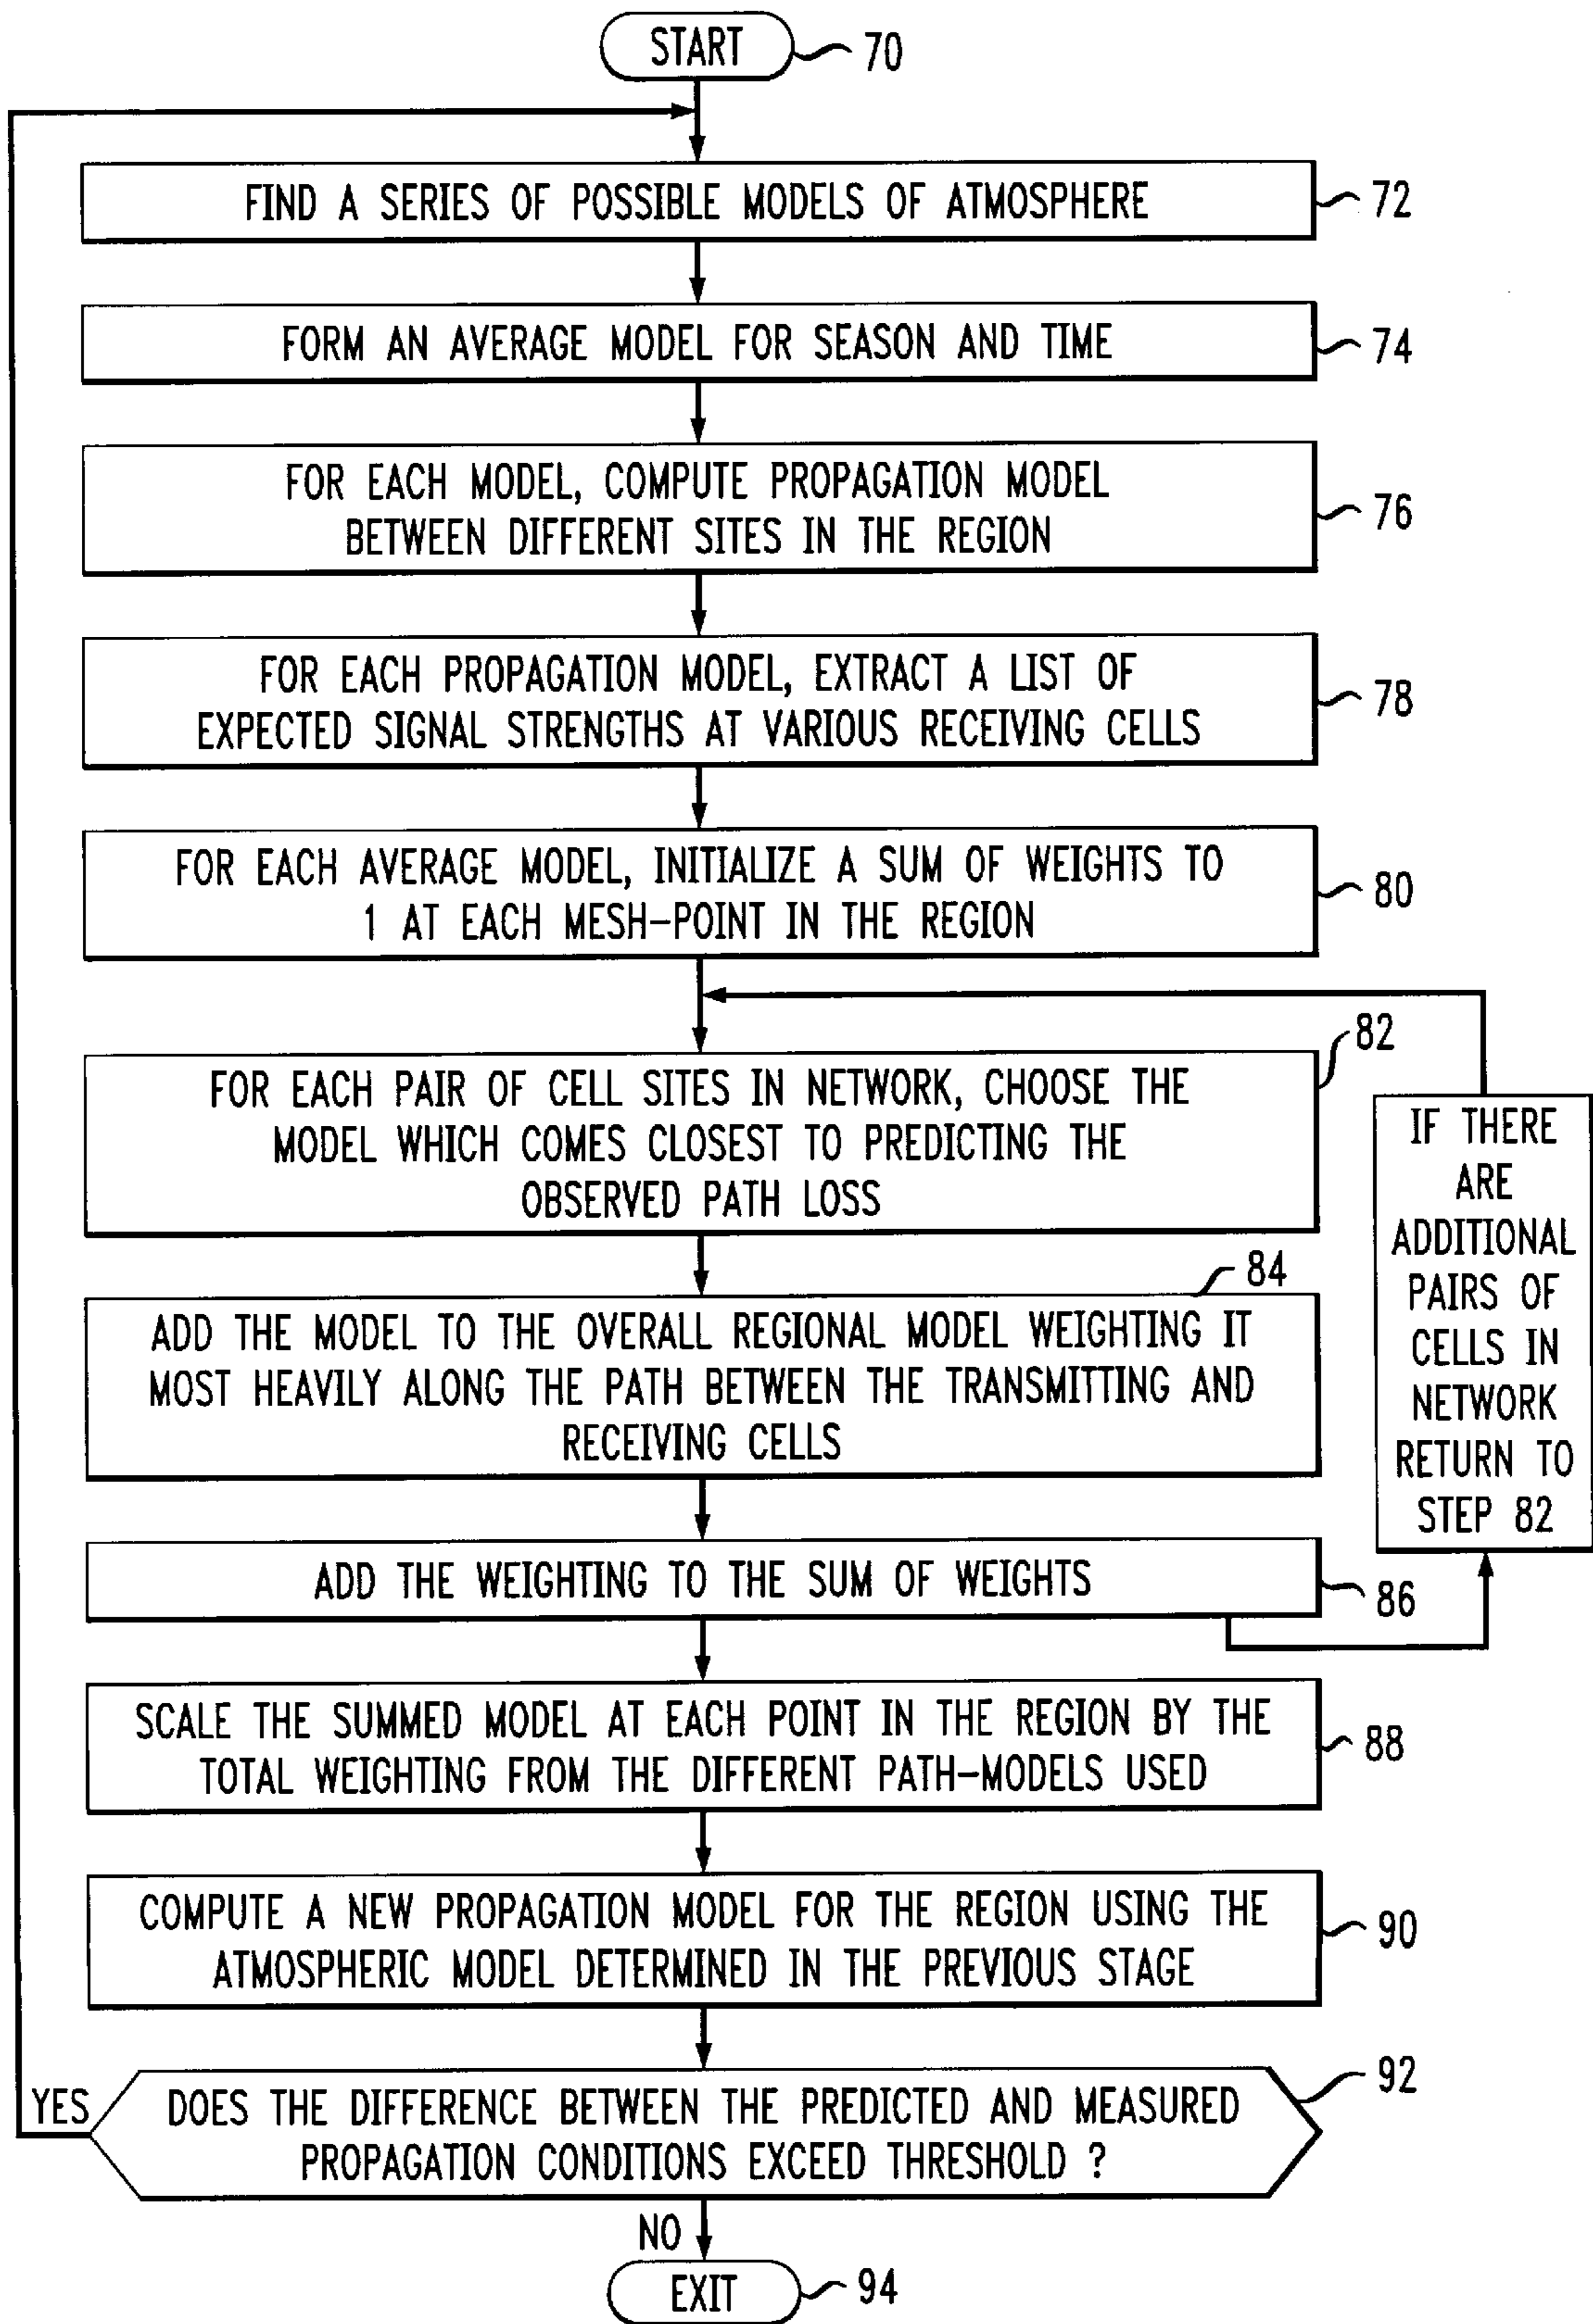 START
70
FIND A SERIES OF POSSIBLE MODELS OF ATMOSPHERE
72
FORM AN AVERAGE MODEL FOR SEASON AND TIME
74
FOR EACH MODEL, COMPUTE PROPAGATION MODEL
BETWEEN DIFFERENT SITES IN THE REGION
76
FOR EACH PROPAGATION MODEL, EXTRACT A LIST OF
EXPECTED SIGNAL STRENGTHS AT VARIOUS RECEIVING CELLS
78
FOR EACH AVERAGE MODEL, INITIALIZE A SUM OF WEIGHTS TO
1 AT EACH MESH-POINT IN THE REGION
80
82
FOR EACH PAIR OF CELL SITES IN NETWORK, CHOOSE THE
MODEL WHICH COMES CLOSEST TO PREDICTING THE
OBSERVED PATH LOSS
84
ADD THE MODEL TO THE OVERALL REGIONAL MODEL WEIGHTING IT
MOST HEAVILY ALONG THE PATH BETWEEN THE TRANSMITTING AND
RECEIVING CELLS
ADD THE WEIGHTING TO THE SUM OF WEIGHTS
86
IF THERE
ARE
ADDITIONAL
PAIRS OF
CELLS IN
NETWORK
RETURN TO
STEP 82
SCALE THE SUMMED MODEL AT EACH POINT IN THE REGION BY THE
TOTAL WEIGHTING FROM THE DIFFERENT PATH-MODELS USED
88
COMPUTE A NEW PROPAGATION MODEL FOR THE REGION USING THE
ATMOSPHERIC MODEL DETERMINED IN THE PREVIOUS STAGE
90
YES
DOES THE DIFFERENCE BETWEEN THE PREDICTED AND MEASURED
PROPAGATION CONDITIONS EXCEED THRESHOLD ?
92
NO
EXIT
94